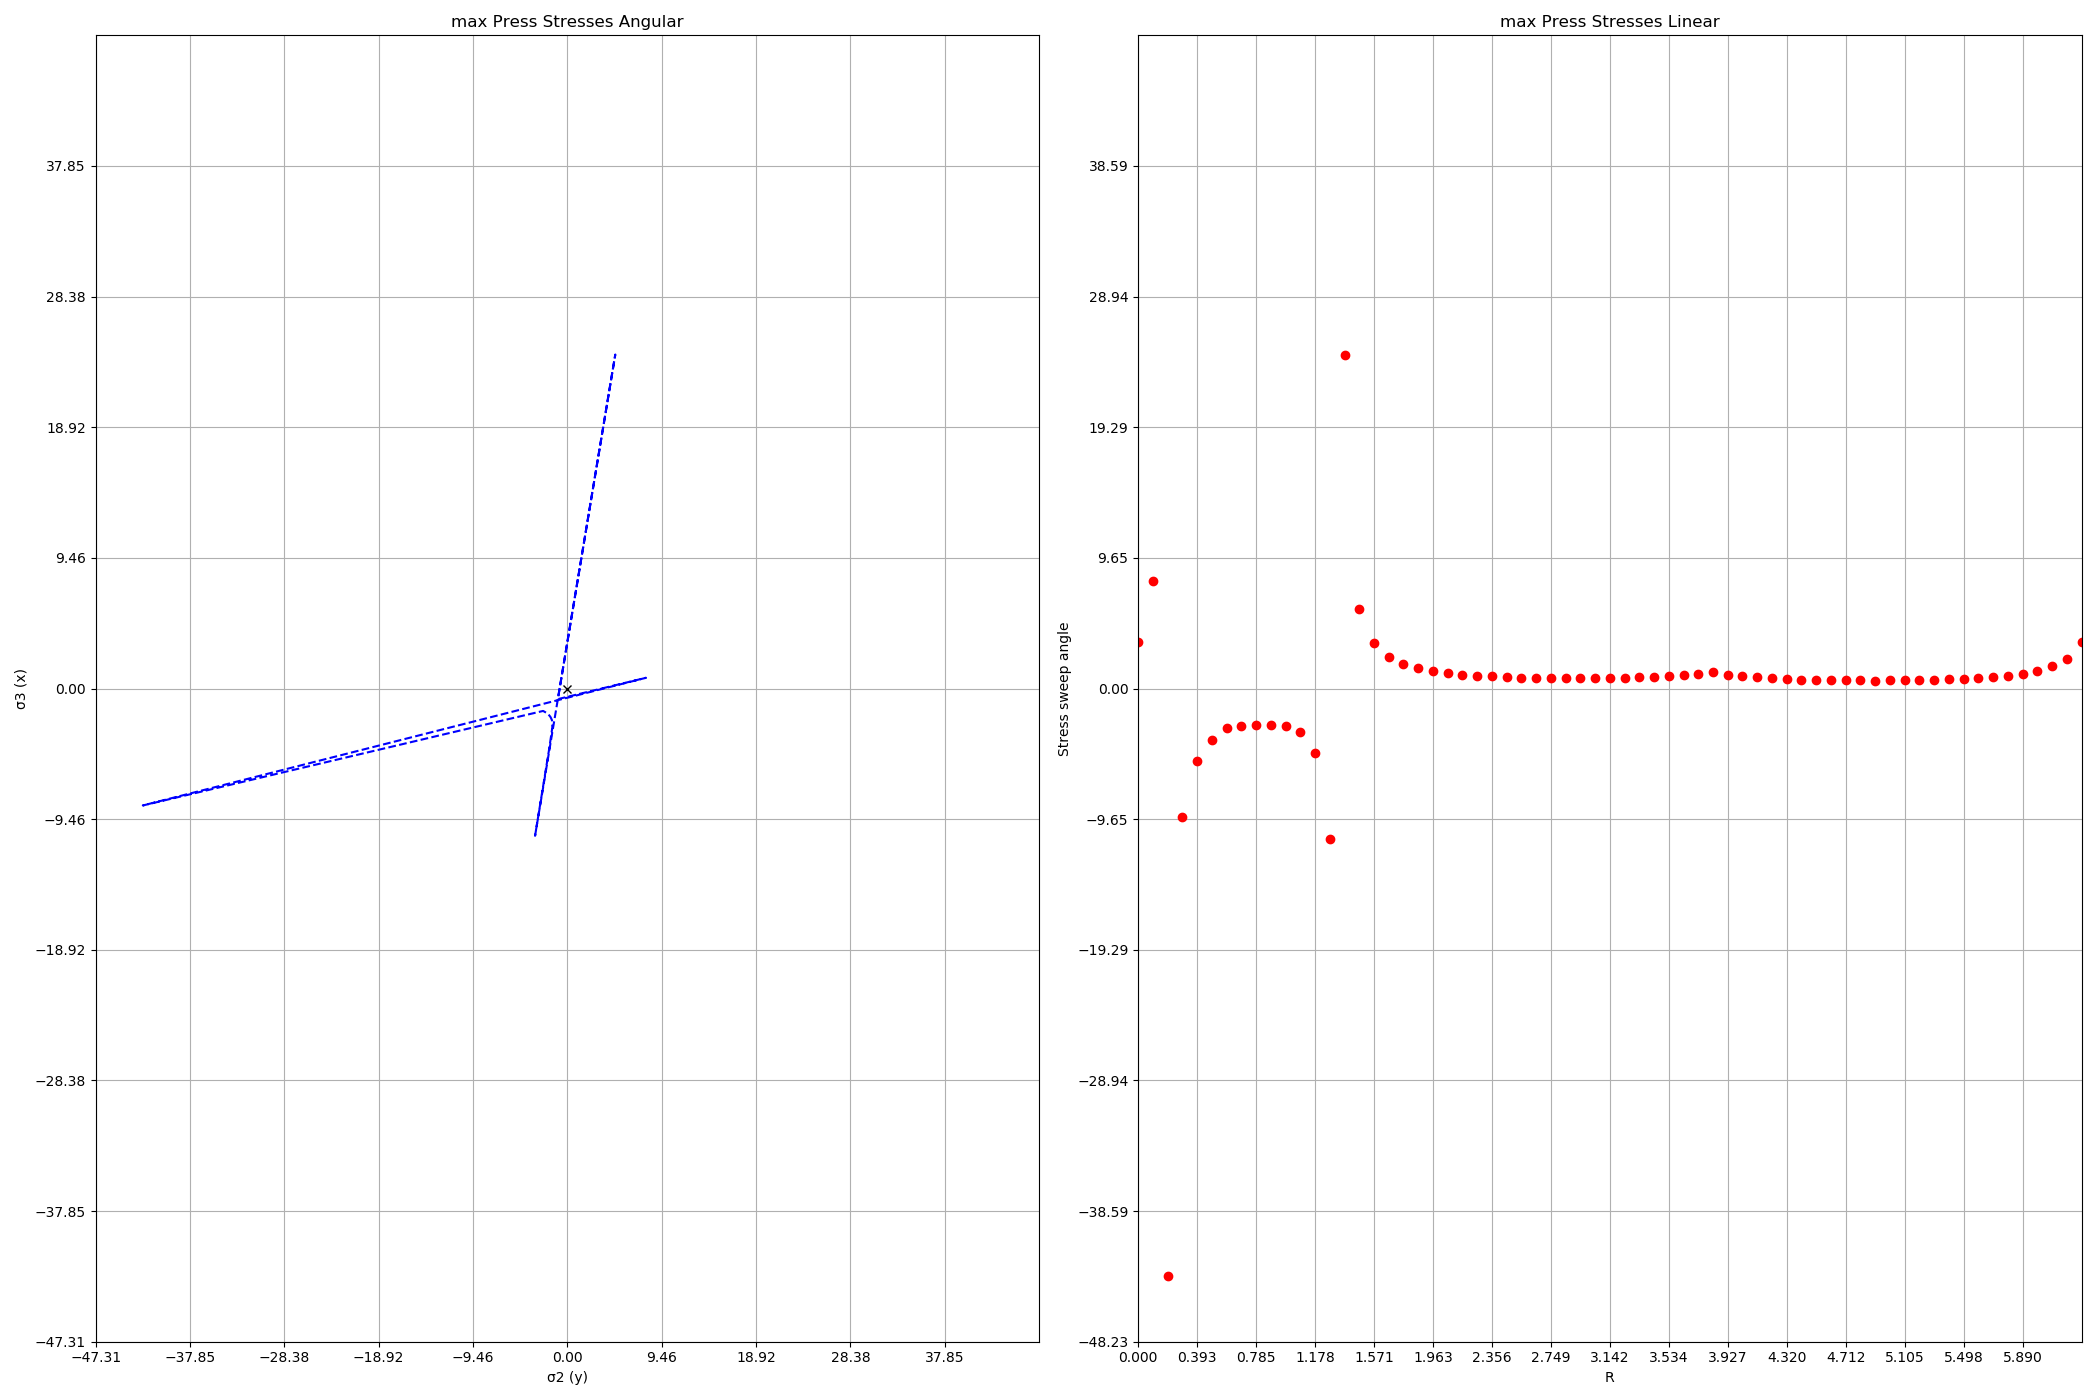 max Press Stresses Angular
37.85
28.38
18.92
9.46
0.00
−9.46
−18.92
−28.38
−37.85
−47.31
σ3 (x)
−47.31 −37.85 −28.38 −18.92 −9.46 0.00 9.46 18.92 28.38 37.85
σ2 (y)
max Press Stresses Linear
38.59
28.94
19.29
9.65
0.00
−9.65
−19.29
−28.94
−38.59
−48.23
Stress sweep angle
0.000 0.393 0.785 1.178 1.571 1.963 2.356 2.749 3.142 3.534 3.927 4.320 4.712 5.105 5.498 5.890
R